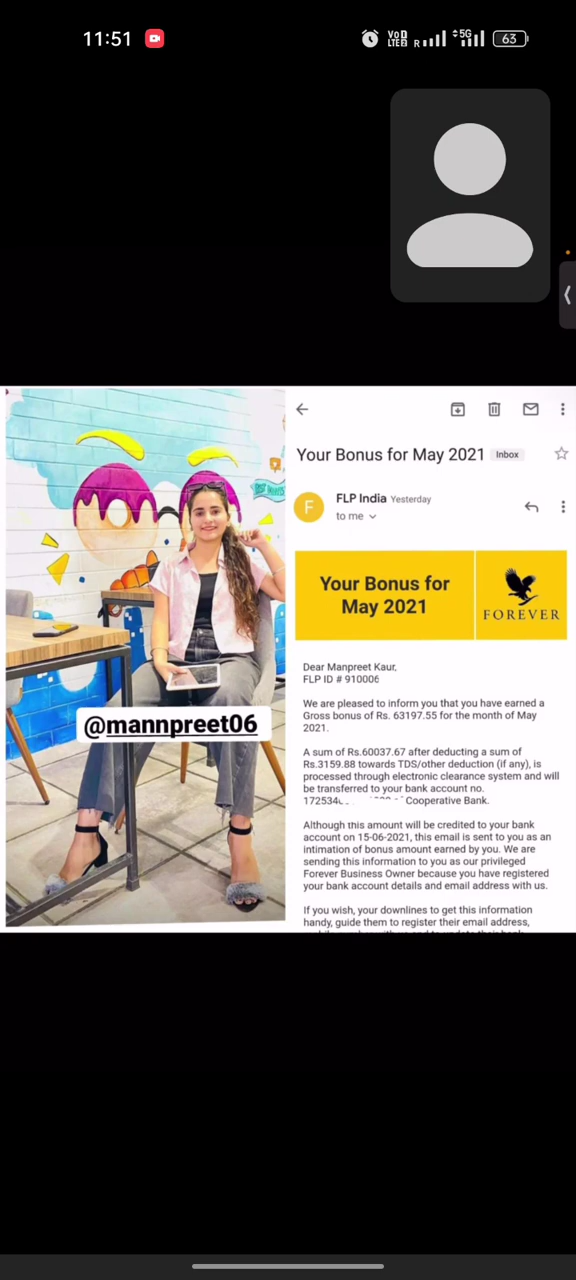 11:51
VoD
LTE2
R
5G
63
@mannpreet06
Your Bonus for May 2021 Inbox
F
FLP India Yesterday
to me
Your Bonus for
May 2021
FOREVER
Dear Manpreet Kaur,
FLP ID # 910006
We are pleased to inform you that you have earned a
Gross bonus of Rs. 63197.55 for the month of May
2021.
A sum of Rs.60037.67 after deducting a sum of
Rs.3159.88 towards TDS/other deduction (if any), is
processed through electronic clearance system and will
be transferred to your bank account no.
172534 Cooperative Bank.
Although this amount will be credited to your bank
account on 15-06-2021, this email is sent to you as an
intimation of bonus amount earned by you. We are
sending this information to you as our privileged
Forever Business Owner because you have registered
your bank account details and email address with us.
If you wish, your downlines to get this information
handy, guide them to register their email address,